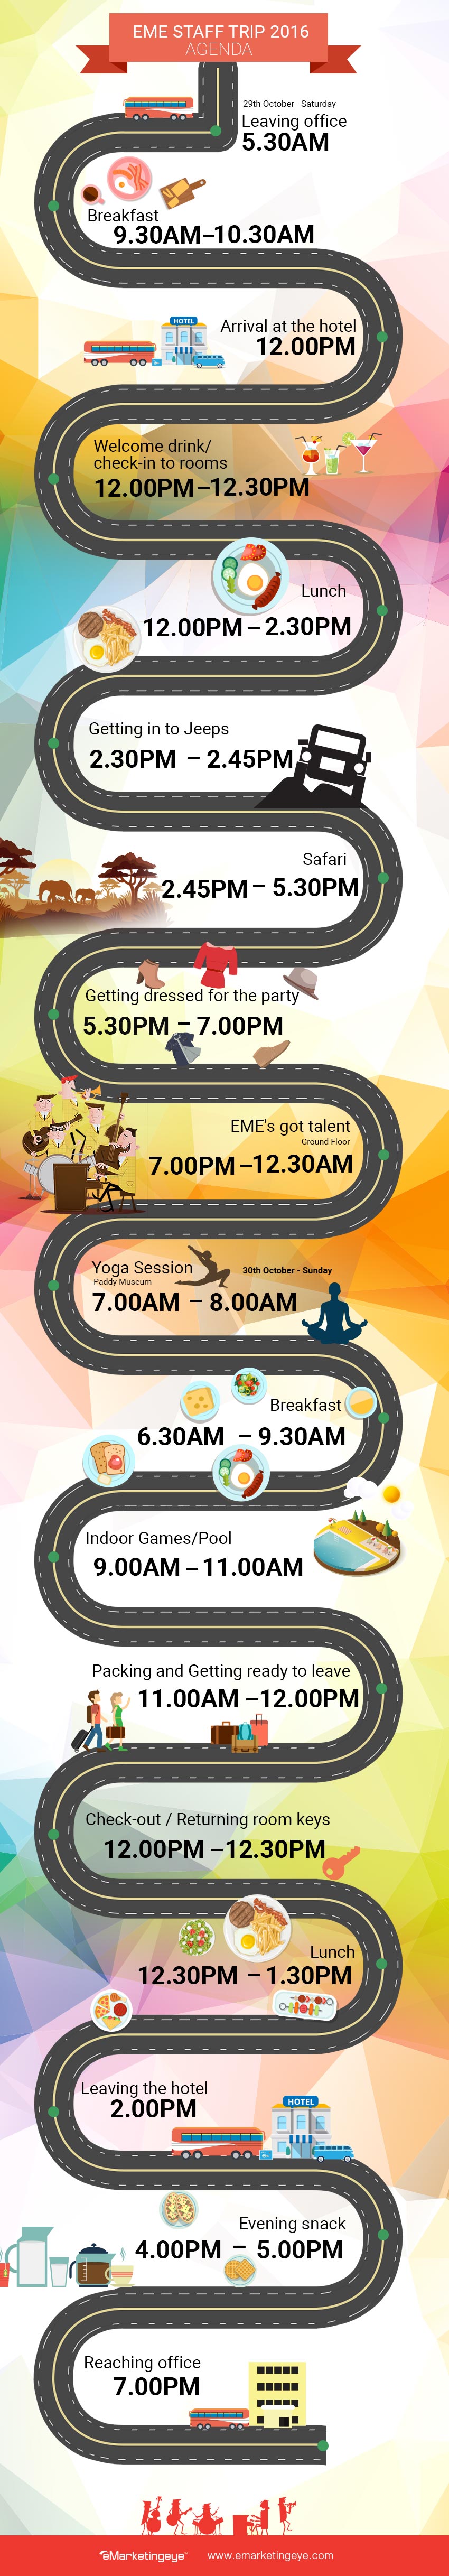 EME STAFF TRIP 2016
AGENDA
29th October - Saturday
Leaving office
5.30AM
Breakfast
9.30AM–10.30AM
HOTEL
Arrival at the hotel
12.00PM
Welcome drink/
check-in to rooms
12.00PM–12.30PM
Lunch
12.00PM – 2.30PM
Getting in to Jeeps
2.30PM – 2.45PM
Safari
2.45PM – 5.30PM
Getting dressed for the party
5.30PM – 7.00PM
EME's got talent
Ground Floor
7.00PM –12.30AM
Yoga Session
Paddy Museum
30th October - Sunday
7.00AM – 8.00AM
Breakfast
6.30AM – 9.30AM
Indoor Games/Pool
9.00AM – 11.00AM
Packing and Getting ready to leave
11.00AM –12.00PM
Check-out / Returning room keys
12.00PM –12.30PM
Lunch
12.30PM – 1.30PM
Leaving the hotel
2.00PM
HOTEL
Evening snack
4.00PM – 5.00PM
Reaching office
7.00PM
eMarketingeye™ www.emarketingeye.com